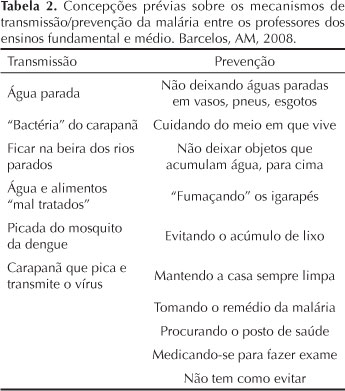 Tabela 2. Concepções prévias sobre os mecanismos de
transmissão/prevenção da malária entre os professores dos
ensinos fundamental e médio. Barcelos, AM, 2008.
Transmissão Prevenção
Água parada Não deixando águas paradas
em vasos, pneus, esgotos
“Bactéria” do carapanã Cuidando do meio em que vive
Ficar na beira dos rios Não deixar objetos que
parados acumulam água, para cima
Água e alimentos “Fumaçando” os igarapés
“mal tratados”
Picada do mosquito Evitando o acúmulo de lixo
da dengue
Carapanã que pica e Mantendo a casa sempre limpa
transmite o vírus
Tomando o remédio da malária
Procurando o posto de saúde
Medicando-se para fazer exame
Não tem como evitar